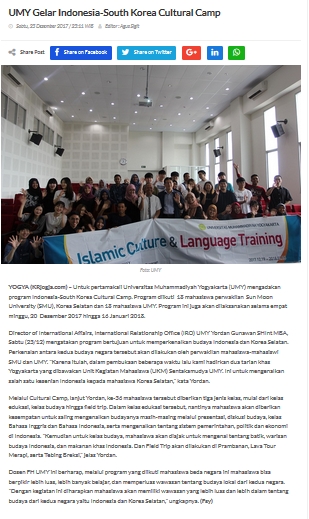 UMY Gelar Indonesia-South Korea Cultural Camp
Sabtu, 23 Desember 2017 / 23:11 WIB Editor : Agus Sigit
Share Post Share on Facebook Share on Twitter
UNIVERSITAS MUHAMMADIYAH YOGYAKARTA
Islamic Culture & Language Training
Foto: UMY
YOGYA (KRjogja.com) – Untuk pertamakali Universitas Muhammadiyah Yogyakarta (UMY) mengadakan
program Indonesia-South Korea Cultural Camp. Program diikuti 18 mahasiswa perwakilan Sun Moon
University (SMU), Korea Selatan dan 18 mahasiswa UMY. Program ini juga akan dilaksanakan selama empat
minggu, 20 Desember 2017 hingga 16 Januari 2018.
Director of International Affairs, International Relationship Office (IRO) UMY Yordan Gunawan SHInt MBA,
Sabtu (23/12) mengatakan program bertujuan untuk memperkenalkan budaya Indonesia dan Korea Selatan.
Perkenalan antara kedua budaya negara tersebut akan dilakukan oleh perwakilan mahasiswa-mahasiswi
SMU dan UMY. "Karena itulah, dalam pembukaan beberapa waktu lalu kami hadirkan dua tarian khas
Yogyakarta yang dibawakan Unit Kegiatan Mahasiswa (UKM) Sentakamudya UMY. Ini untuk mengenalkan
salah satu kesenian Indonesia kepada mahasiswa Korea Selatan," kata Yordan.
Melalui Cultural Camp, lanjut Yordan, ke-36 mahasiswa tersebut diberikan tiga jenis kelas, mulai dari kelas
edukasi, kelas budaya hingga field trip. Dalam kelas edukasi tersebut, nantinya mahasiswa akan diberikan
kesempatan untuk saling mengenalkan budayanya masih-masing melalui presentasi, diskusi budaya, kelas
Bahasa Inggris dan Bahasa Indonesia, serta mengenalkan tentang sistem pemerintahan, politik dan ekonomi
di Indonesia. "Kemudian untuk kelas budaya, mahasiswa akan diajak untuk mengenal tentang batik, warisan
budaya Indonesia, dan makanan khas Indonesia. Dan Field Trip akan dilakukan di Prambanan, Lava Tour
Merapi, serta Tabing Breksi," jelas Yordan.
Dosen FH UMY ini berharap, melalui program yang diikuti mahasiswa beda negara ini mahasiswa bisa
berpikir lebih luas, lebih banyak belajar, dan memperluas wawasan tentang budaya lokal dari kedua negara.
"Dengan kegiatan ini diharapkan mahasiswa akan memiliki wawasan yang lebih luas dan lebih dalam tentang
budaya dari kedua negara yaitu Indonesia dan Korea Selatan," ungkapnya. (Fsy)